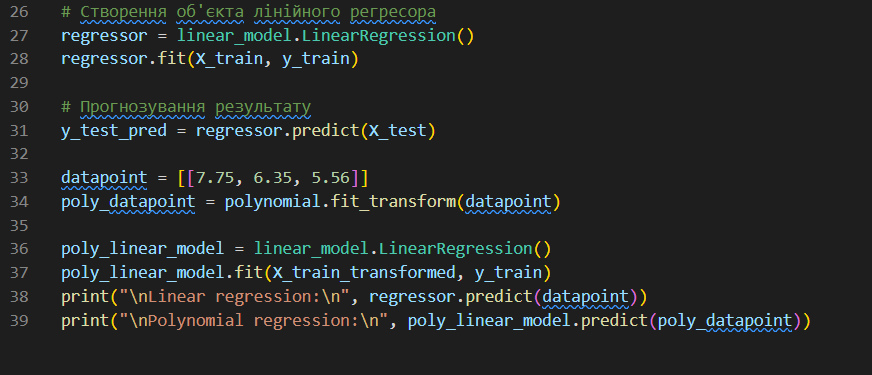 26 # Створення об'єкта лінійного регресора
27 regressor = linear_model.LinearRegression()
28 regressor.fit(X_train, y_train)
29
30 # Прогнозування результату
31 y_test_pred = regressor.predict(X_test)
32
33 datapoint = [[7.75, 6.35, 5.56]]
34 poly_datapoint = polynomial.fit_transform(datapoint)
35
36 poly_linear_model = linear_model.LinearRegression()
37 poly_linear_model.fit(X_train_transformed, y_train)
38 print("\nLinear regression:\n", regressor.predict(datapoint))
39 print("\nPolynomial regression:\n", poly_linear_model.predict(poly_datapoint))